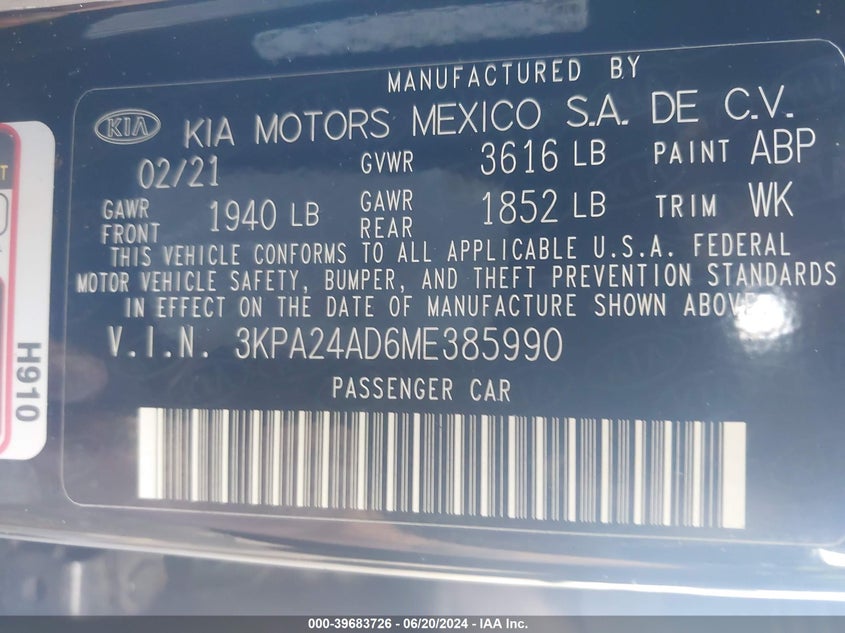 MANUFACTURED BY
KIA KIA MOTORS MEXICO S.A. DE C.V.
02/21 GVWR 3616 LB PAINT ABP
GAWR FRONT 1940 LB GAWR REAR 1852 LB TRIM WK
THIS VEHICLE CONFORMS TO ALL APPLICABLE U.S.A. FEDERAL
MOTOR VEHICLE SAFETY, BUMPER, AND THEFT PREVENTION STANDARDS
IN EFFECT ON THE DATE OF MANUFACTURE SHOWN ABOVE.
V.I.N. 3KPA24AD6ME385990
PASSENGER CAR
H910
000-39683726 - 06/20/2024 - IAA Inc.